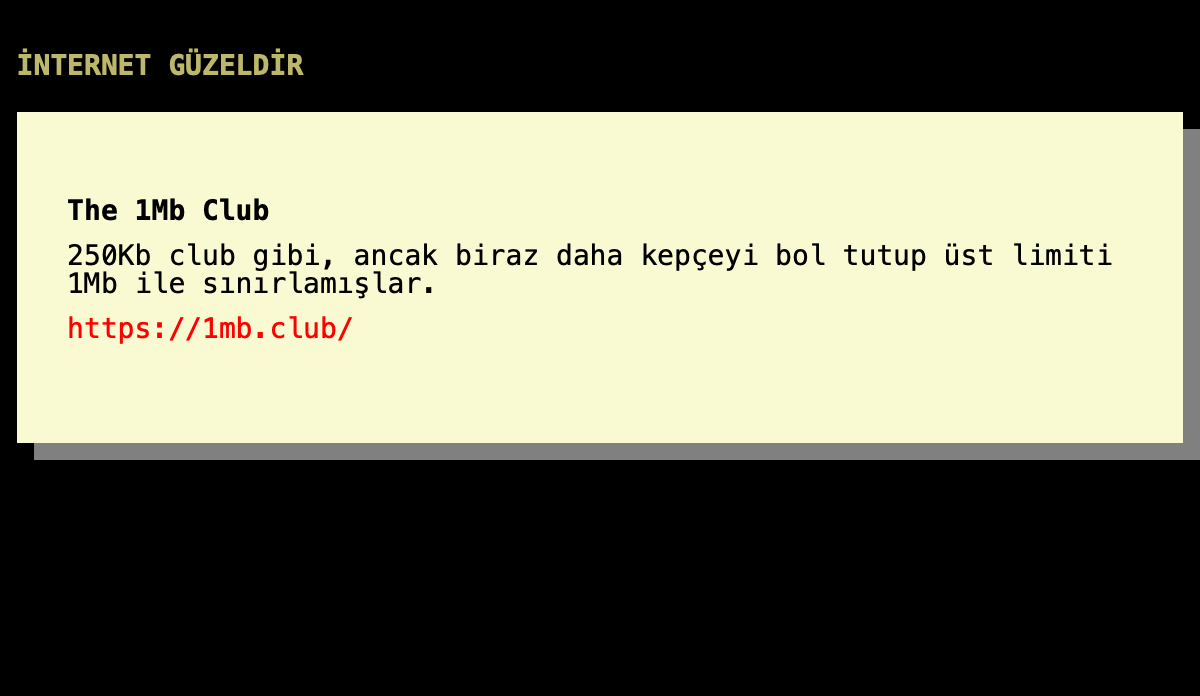 İNTERNET GÜZELDİR
The 1Mb Club
250Kb club gibi, ancak biraz daha kepçeyi bol tutup üst limiti
1Mb ile sınırlamışlar.
https://1mb.club/